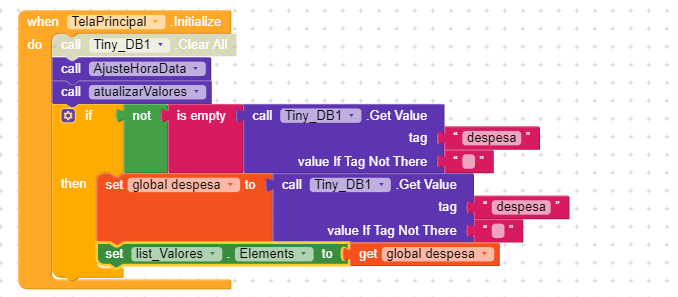 when TelaPrincipal .Initialize
do call Tiny_DB1 .Clear All
call AjusteHoraData
call atualizarValores
if not is empty call Tiny_DB1 .Get Value
tag " despesa "
value If Tag Not There " "
then set global despesa to call Tiny_DB1 .Get Value
tag " despesa "
value If Tag Not There " "
set list_Valores . Elements to get global despesa